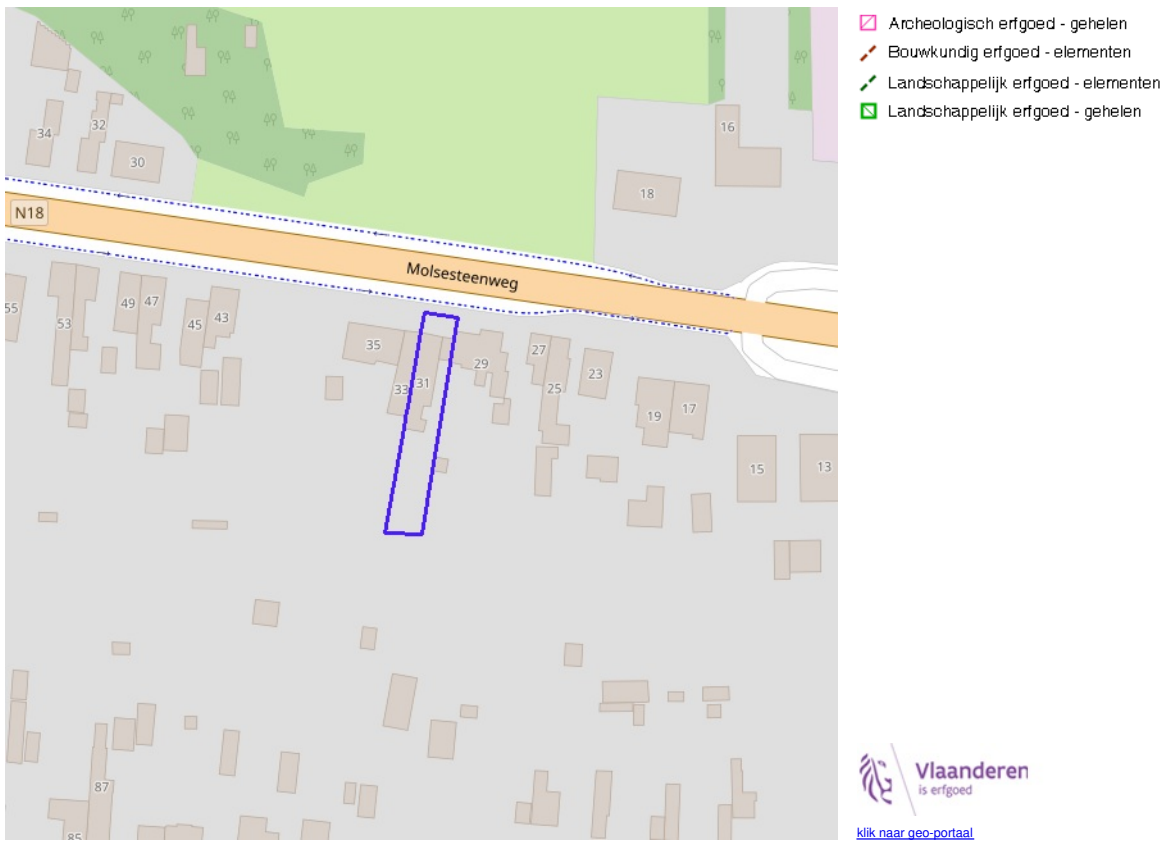 Archeologisch erfgoed - gehelen
Bouwkundig erfgoed - elementen
Landschappelijk erfgoed - elementen
Landschappelijk erfgoed - gehelen
34
32
30
16
18
N18
Molsesteenweg
55
53
49
47
45
43
35
33
31
29
27
25
23
19
17
15
13
87
85
Vlaanderen
is erfgoed
klik naar geo-portaal